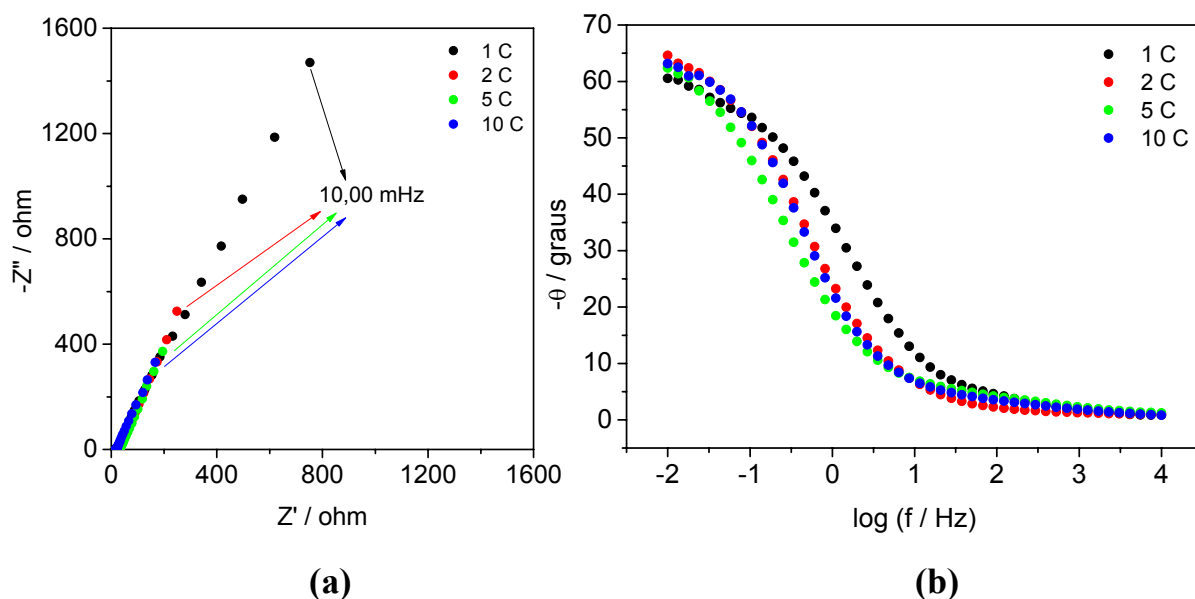 1600
1200
800
400
0
0 400 800 1200 1600
-Z'' / ohm
Z' / ohm
1 C
2 C
5 C
10 C
10,00 mHz
(a)
70
60
50
40
30
20
10
0
-2 -1 0 1 2 3 4
-θ / graus
log (f / Hz)
1 C
2 C
5 C
10 C
(b)